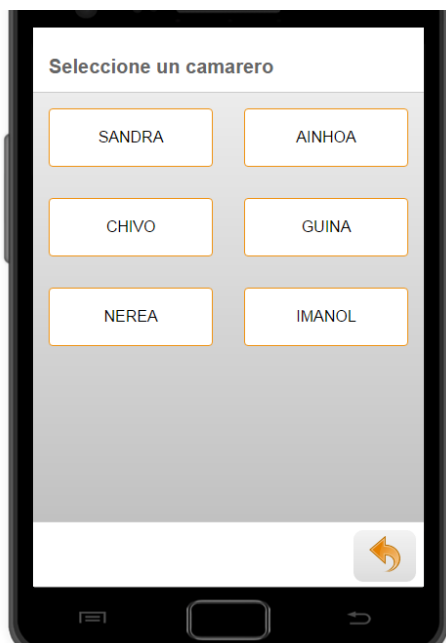 Seleccione un camarero
SANDRA
AINHOA
CHIVO
GUINA
NEREA
IMANOL